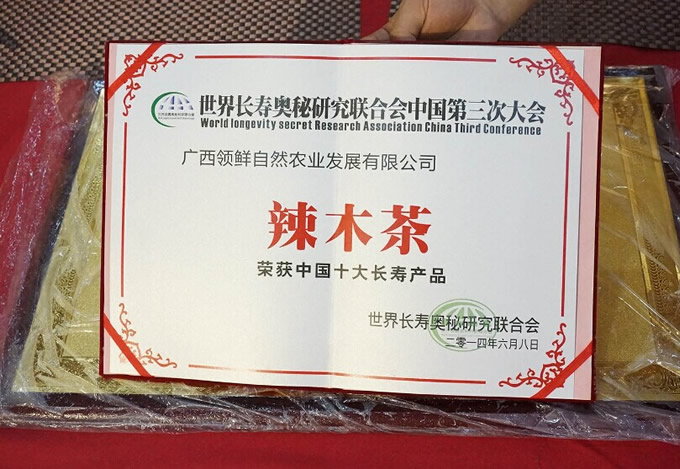 世界长寿奥秘研究联合会中国第三次大会
World longevity secret Research Association China Third Conference
广西领鲜自然农业发展有限公司
辣木茶
荣获中国十大长寿产品
世界长寿奥秘研究联合会
二零一四年六月八日